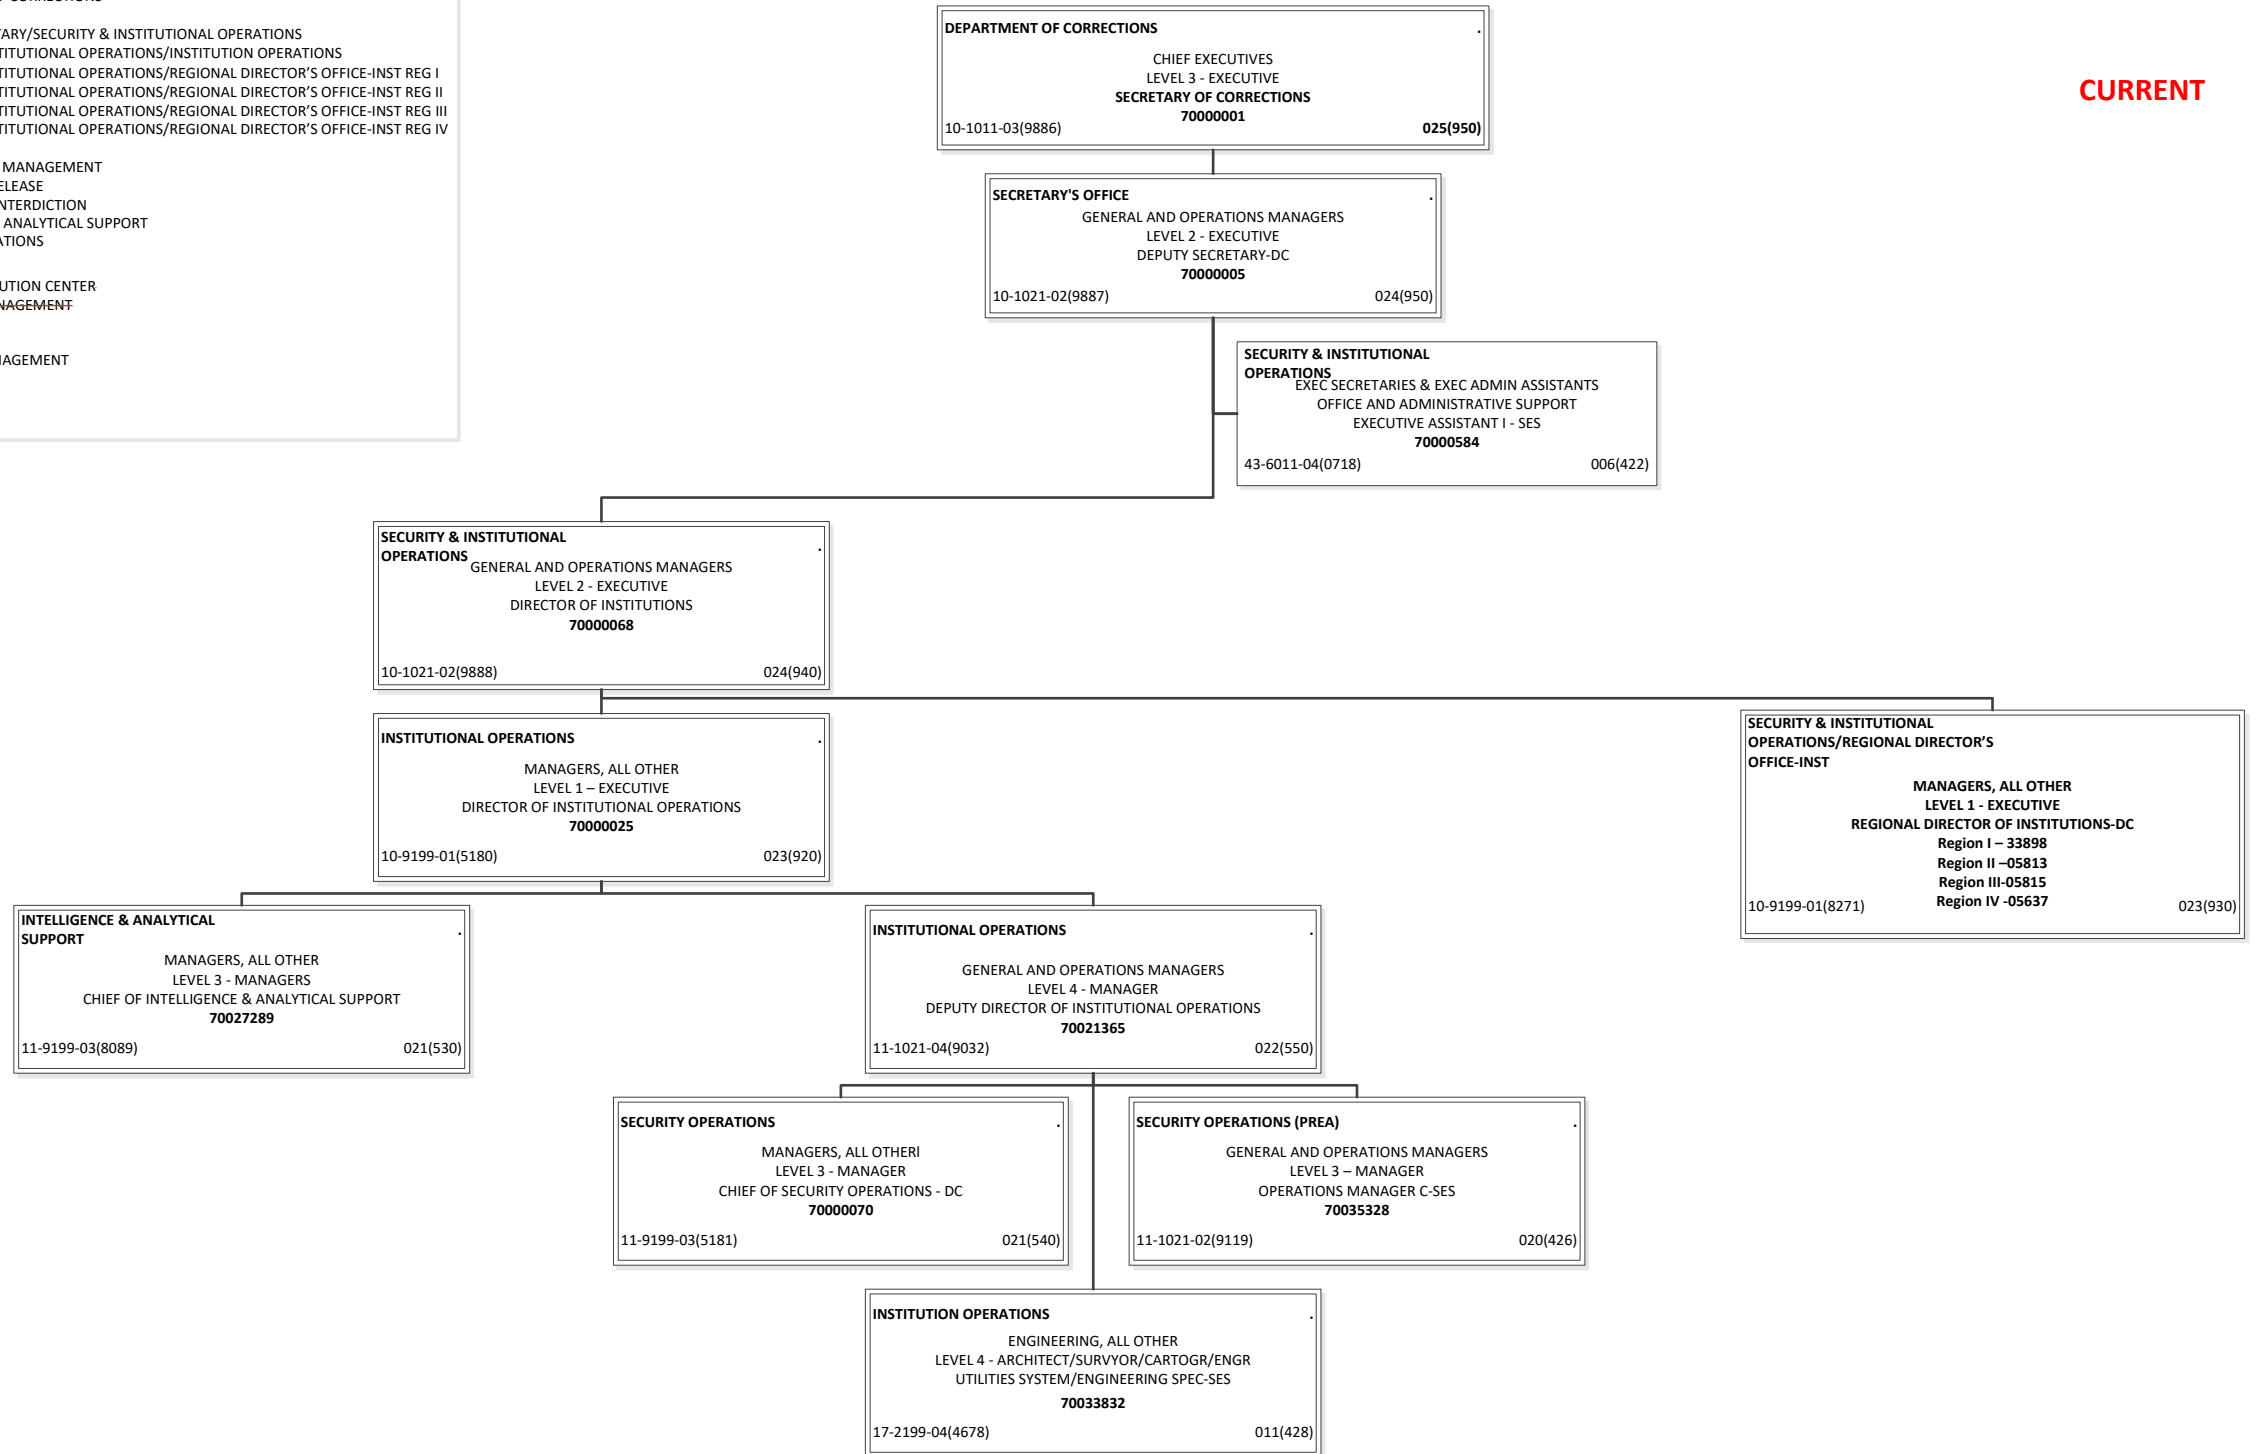 F CORRECTIONS
TARY/SECURITY & INSTITUTIONAL OPERATIONS
TITUTIONAL OPERATIONS/INSTITUTION OPERATIONS
TITUTIONAL OPERATIONS/REGIONAL DIRECTOR'S OFFICE-INST REG I
TITUTIONAL OPERATIONS/REGIONAL DIRECTOR'S OFFICE-INST REG II
TITUTIONAL OPERATIONS/REGIONAL DIRECTOR'S OFFICE-INST REG III
TITUTIONAL OPERATIONS/REGIONAL DIRECTOR'S OFFICE-INST REG IV
MANAGEMENT
ELEASE
NTERDICTION
ANALYTICAL SUPPORT
ATIONS
UTION CENTER
NAGEMENT
NAGEMENT
CURRENT
DEPARTMENT OF CORRECTIONS .
CHIEF EXECUTIVES
LEVEL 3 - EXECUTIVE
SECRETARY OF CORRECTIONS
70000001
10-1011-03(9886) 025(950)
SECRETARY'S OFFICE .
GENERAL AND OPERATIONS MANAGERS
LEVEL 2 - EXECUTIVE
DEPUTY SECRETARY-DC
70000005
10-1021-02(9887) 024(950)
SECURITY & INSTITUTIONAL
OPERATIONS
EXEC SECRETARIES & EXEC ADMIN ASSISTANTS
OFFICE AND ADMINISTRATIVE SUPPORT
EXECUTIVE ASSISTANT I - SES
70000584
43-6011-04(0718) 006(422)
SECURITY & INSTITUTIONAL
OPERATIONS .
GENERAL AND OPERATIONS MANAGERS
LEVEL 2 - EXECUTIVE
DIRECTOR OF INSTITUTIONS
70000068
10-1021-02(9888) 024(940)
INSTITUTIONAL OPERATIONS .
MANAGERS, ALL OTHER
LEVEL 1 – EXECUTIVE
DIRECTOR OF INSTITUTIONAL OPERATIONS
70000025
10-9199-01(5180) 023(920)
SECURITY & INSTITUTIONAL
OPERATIONS/REGIONAL DIRECTOR'S
OFFICE-INST
MANAGERS, ALL OTHER
LEVEL 1 - EXECUTIVE
REGIONAL DIRECTOR OF INSTITUTIONS-DC
Region I – 33898
Region II –05813
Region III-05815
Region IV -05637
10-9199-01(8271) 023(930)
INTELLIGENCE & ANALYTICAL
SUPPORT .
MANAGERS, ALL OTHER
LEVEL 3 - MANAGERS
CHIEF OF INTELLIGENCE & ANALYTICAL SUPPORT
70027289
11-9199-03(8089) 021(530)
INSTITUTIONAL OPERATIONS .
GENERAL AND OPERATIONS MANAGERS
LEVEL 4 - MANAGER
DEPUTY DIRECTOR OF INSTITUTIONAL OPERATIONS
70021365
11-1021-04(9032) 022(550)
SECURITY OPERATIONS .
MANAGERS, ALL OTHERl
LEVEL 3 - MANAGER
CHIEF OF SECURITY OPERATIONS - DC
70000070
11-9199-03(5181) 021(540)
SECURITY OPERATIONS (PREA) .
GENERAL AND OPERATIONS MANAGERS
LEVEL 3 – MANAGER
OPERATIONS MANAGER C-SES
70035328
11-1021-02(9119) 020(426)
INSTITUTION OPERATIONS .
ENGINEERING, ALL OTHER
LEVEL 4 - ARCHITECT/SURVYOR/CARTOGR/ENGR
UTILITIES SYSTEM/ENGINEERING SPEC-SES
70033832
17-2199-04(4678) 011(428)